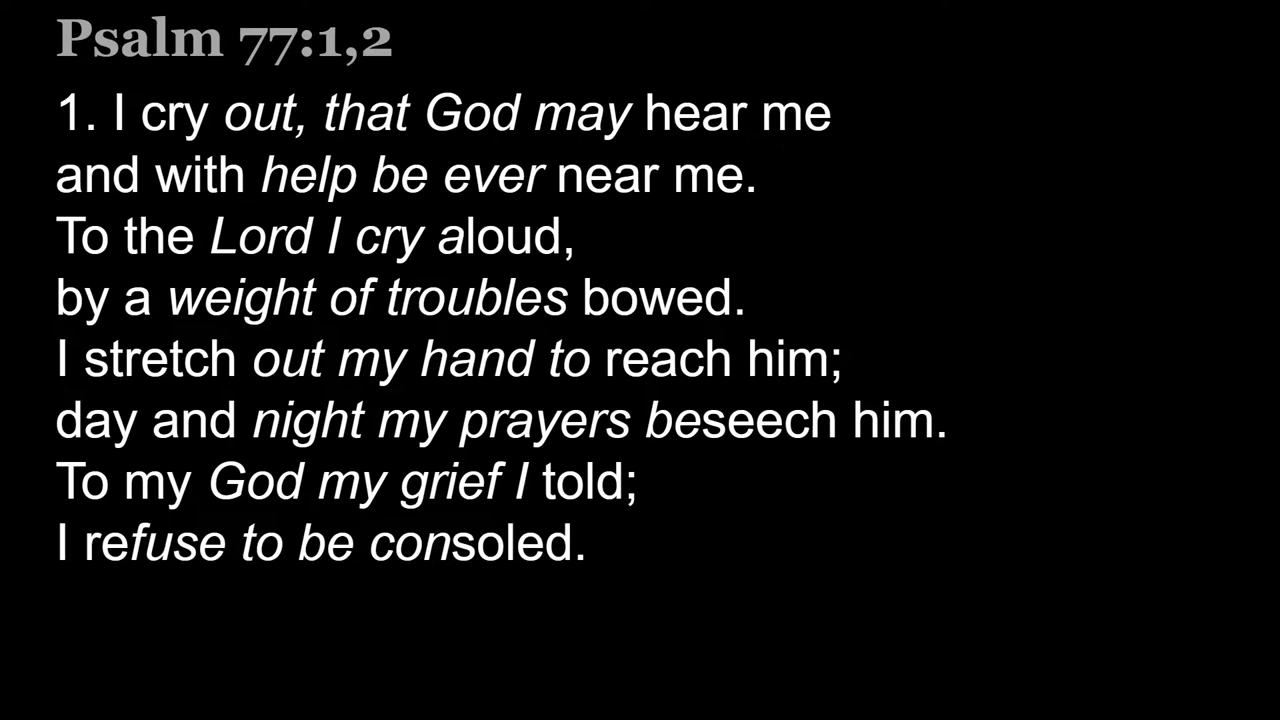 Psalm 77:1,2
1. I cry out, that God may hear me
and with help be ever near me.
To the Lord I cry aloud,
by a weight of troubles bowed.
I stretch out my hand to reach him;
day and night my prayers beseech him.
To my God my grief I told;
I refuse to be consoled.